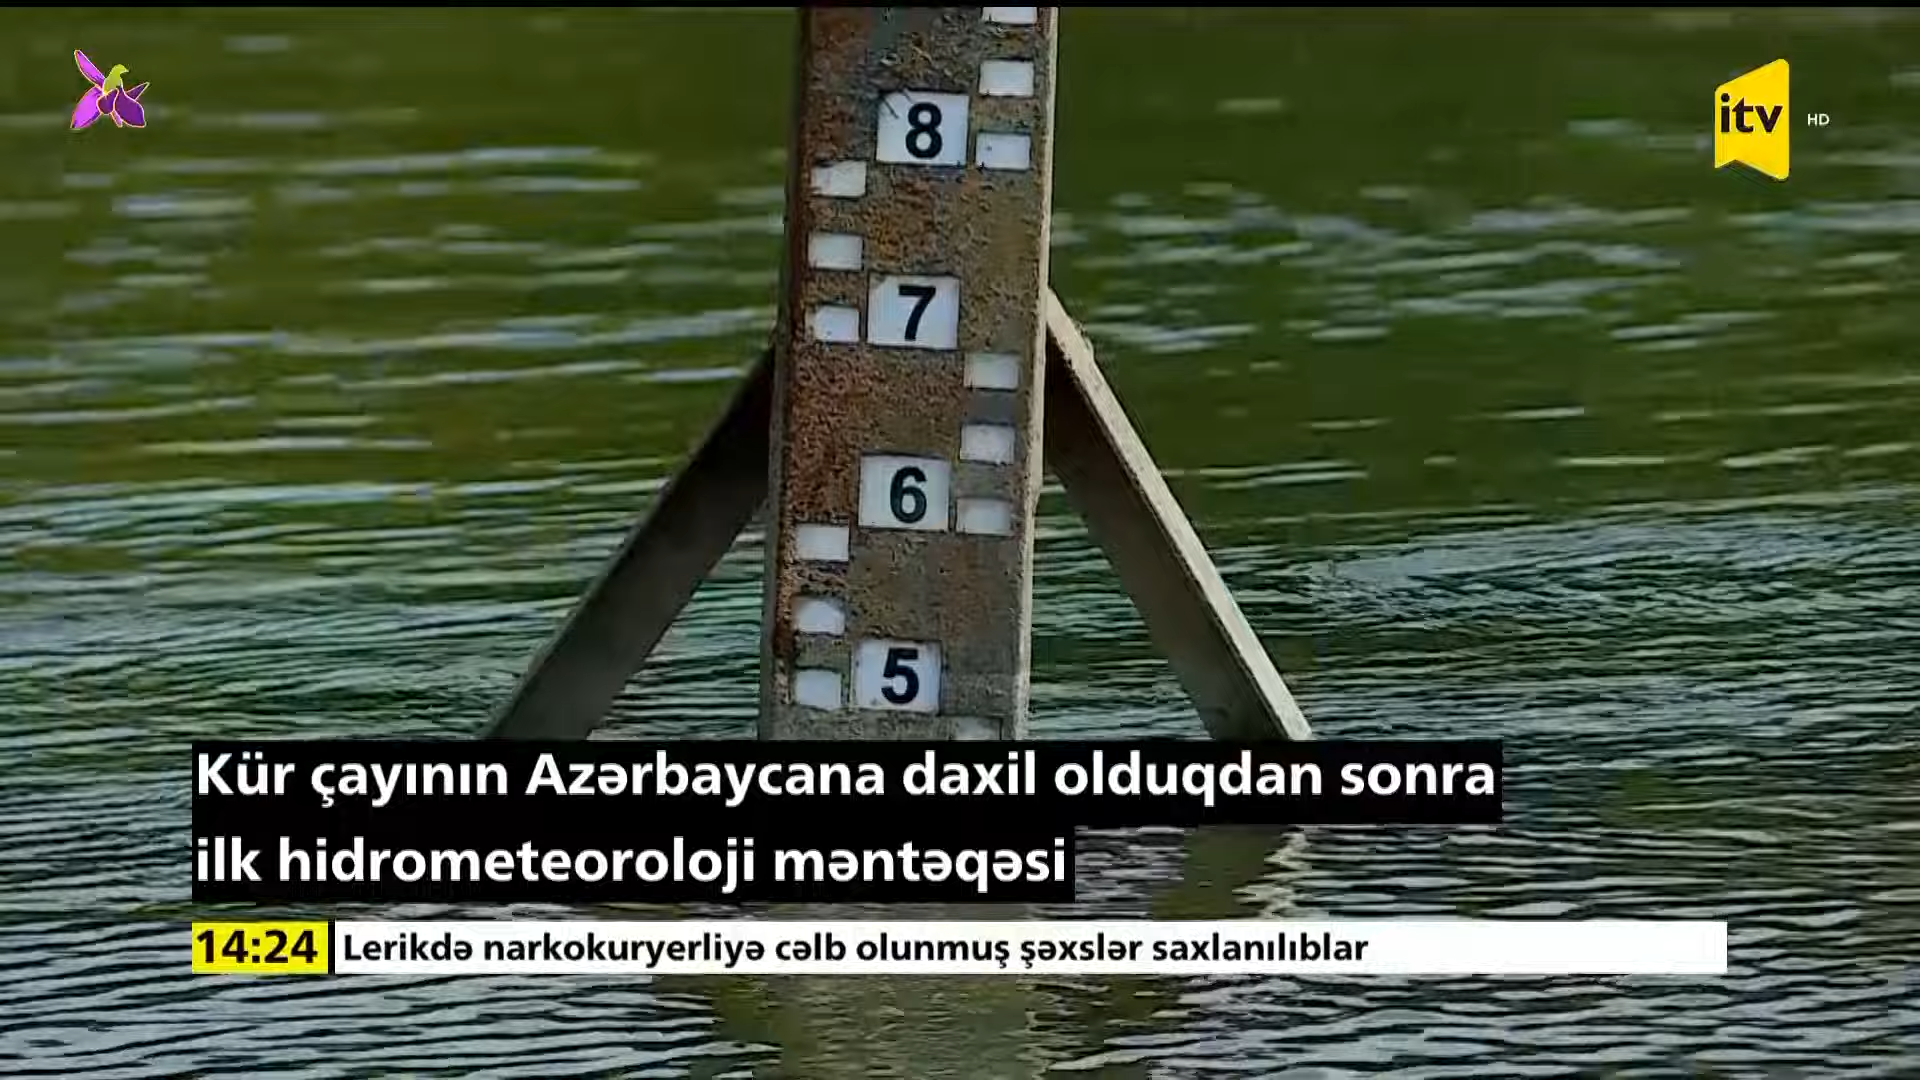 itv HD
8
7
6
5
Kür çayının Azərbaycana daxil olduqdan sonra
ilk hidrometeoroloji məntəqəsi
14:24 Lerikdə narkokuryerliyə cəlb olunmuş şəxslər saxlanılıblar